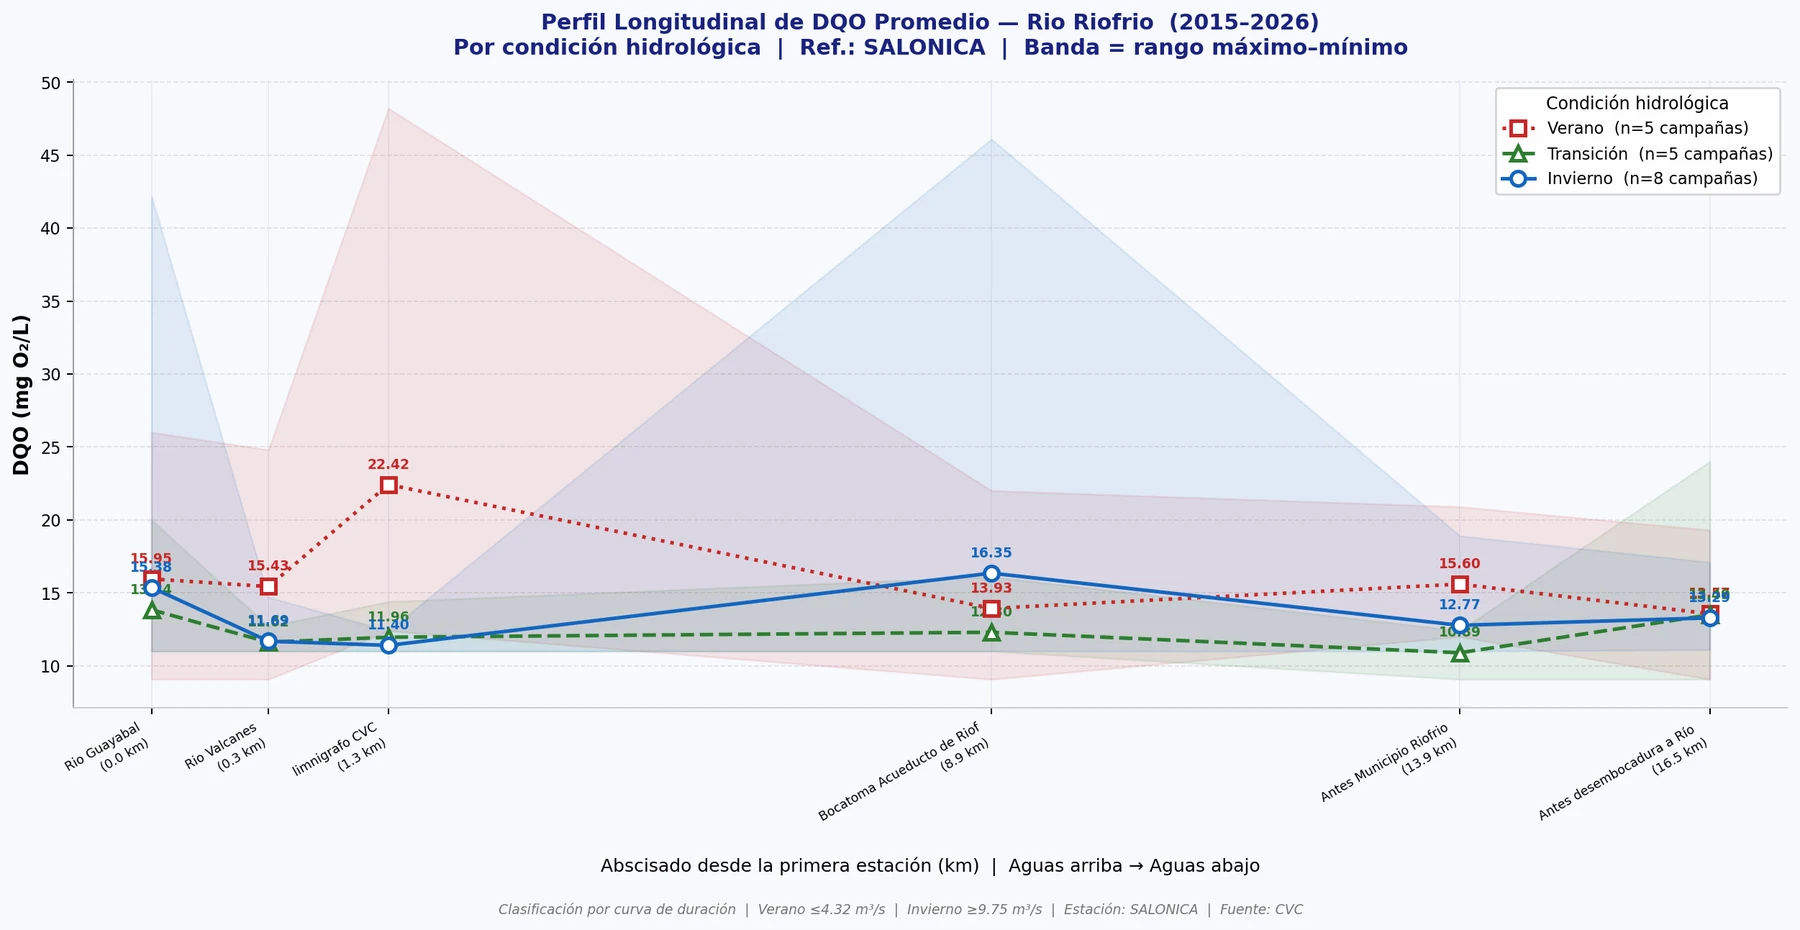 Perfil Longitudinal de DQO Promedio — Rio Riofrio (2015–2026)
Por condición hidrológica | Ref.: SALONICA | Banda = rango máximo–mínimo
DQO (mg O₂/L)
50
45
40
35
30
25
20
15
10
Condición hidrológica
Verano (n=5 campañas)
Transición (n=5 campañas)
Invierno (n=8 campañas)
22.42
15.95
15.38
15.43
11.69
11.96
11.40
16.35
13.93
15.60
12.77
10.89
13.29
Rio Guayabal
(0.0 km)
Rio Valcanes
(0.3 km)
limnigrafo CVC
(1.3 km)
Bocatoma Acueducto de Riof
(8.9 km)
Antes Municipio Riofrio
(13.9 km)
Antes desembocadura a Río
(16.5 km)
Abscisado desde la primera estación (km) | Aguas arriba → Aguas abajo
Clasificación por curva de duración | Verano ≤4.32 m³/s | Invierno ≥9.75 m³/s | Estación: SALONICA | Fuente: CVC